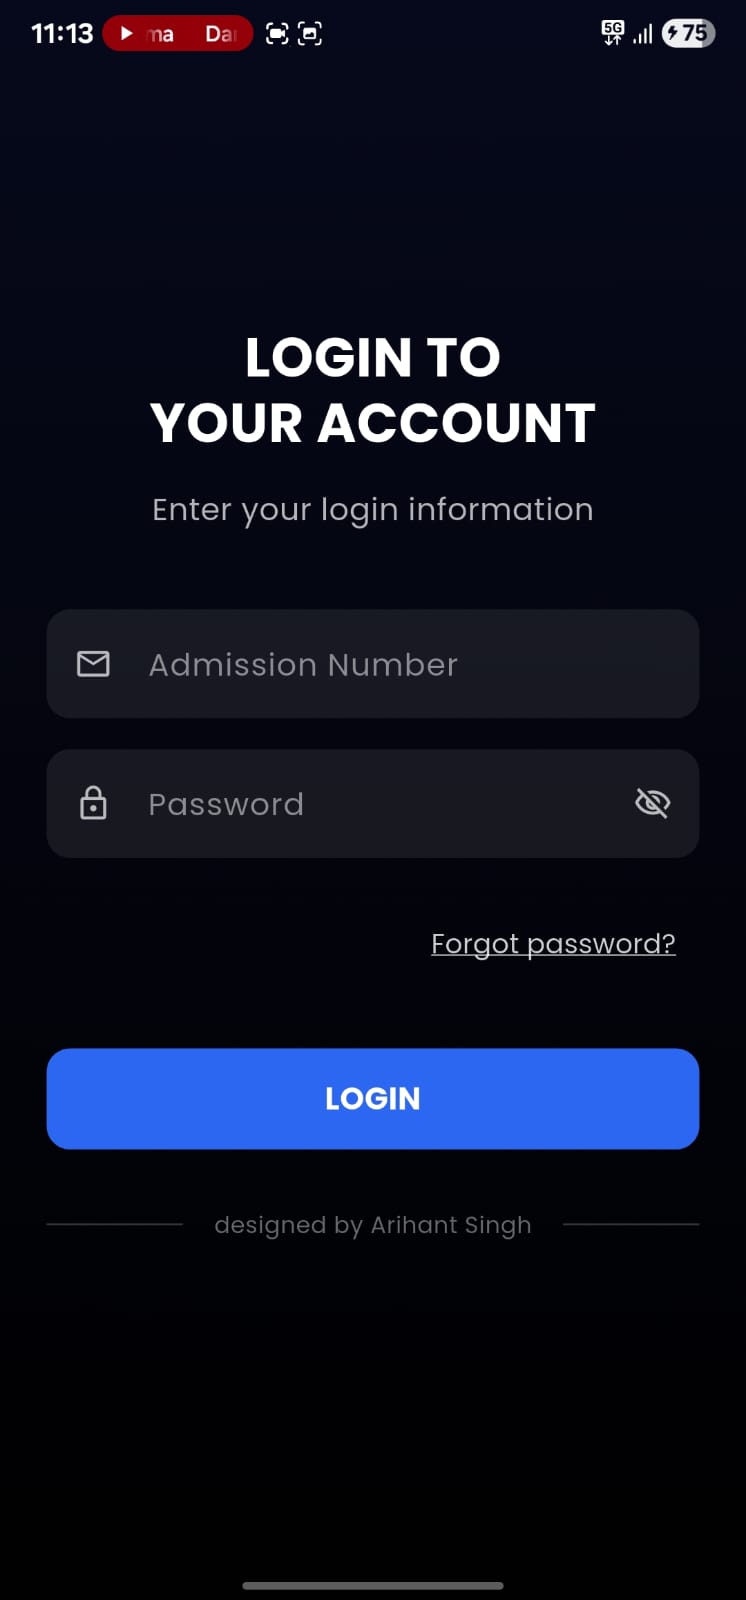 11:13 ma Da 5G 75
LOGIN TO
YOUR ACCOUNT
Enter your login information
Admission Number
Password
Forgot password?
LOGIN
designed by Arihant Singh